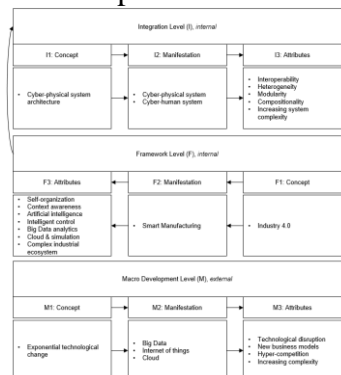 Integration Level (I), internal
I1: Concept
I2: Manifestation
I3: Attributes
• Cyber-physical system
architecture
• Cyber-physical system
• Cyber-human system
• Interoperability
• Heterogeneity
• Modularity
• Compositionality
• Increasing system
complexity
Framework Level (F), internal
F3: Attributes
F2: Manifestation
F1: Concept
• Self-organization
• Context awareness
• Artificial Intelligence
• Intelligent control
• Big Data analytics
• Cloud & simulation
• Complex industrial
ecosystem
• Smart Manufacturing
• Industry 4.0
Macro Development Level (M), external
M1: Concept
M2: Manifestation
M3: Attributes
• Exponential technological
change
• Big Data
• Internet of things
• Cloud
• Technological disruption
• New business models
• Hyper-competition
• Increasing complexity